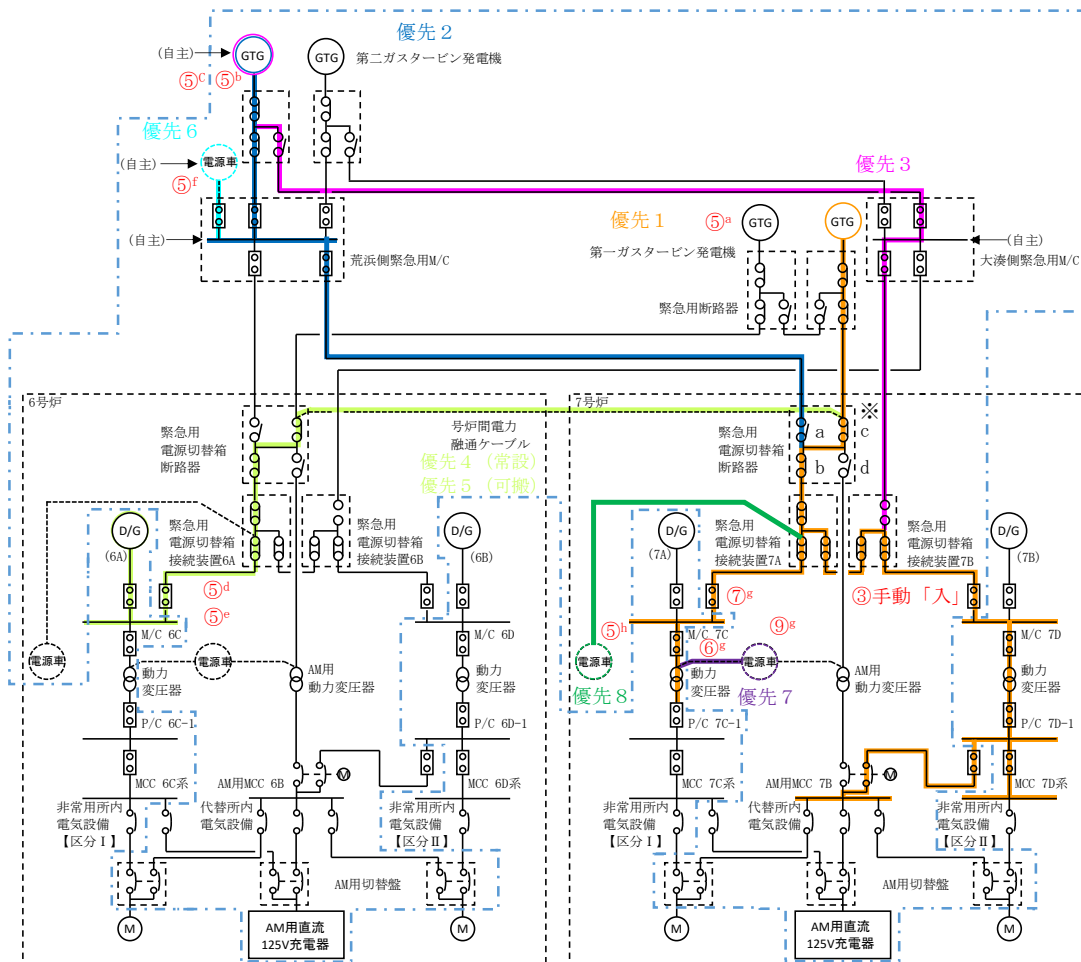 優先２
(自主)
GTG
GTG
第二ガスタービン発電機
⑤c
⑤b
優先６
(自主)
電源車
⑤f
優先３
優先１
⑤a
GTG
GTG
(自主)
(自主)
第一ガスタービン発電機
荒浜側緊急用M/C
大湊側緊急用M/C
緊急用断路器
6号炉
7号炉
緊急用
電源切替箱
断路器
号炉間電力
融通ケーブル
優先４（常設）
優先５（可搬）
緊急用
電源切替箱
断路器
a
b
c
d
※
D/G
(6A)
緊急用
電源切替箱
接続装置6A
緊急用
電源切替箱
接続装置6B
D/G
(6B)
D/G
(7A)
緊急用
電源切替箱
接続装置7A
緊急用
電源切替箱
接続装置7B
D/G
(7B)
⑤d
⑤e
⑦g
③手動「入」
M/C 6C
M/C 6D
⑤h
M/C 7C
⑥g
⑨g
M/C 7D
電源車
電源車
動力
変圧器
AM用
動力変圧器
動力
変圧器
電源車
電源車
動力
変圧器
AM用
動力変圧器
動力
変圧器
優先８
優先７
P/C 6C-1
P/C 6D-1
P/C 7C-1
P/C 7D-1
MCC 6C系
AM用MCC 6B
M
MCC 6D系
MCC 7C系
AM用MCC 7B
M
MCC 7D系
非常用所内
電気設備
【区分Ⅰ】
代替所内
電気設備
非常用所内
電気設備
【区分Ⅱ】
非常用所内
電気設備
【区分Ⅰ】
代替所内
電気設備
非常用所内
電気設備
【区分Ⅱ】
AM用切替盤
AM用切替盤
M
AM用直流
125V充電器
M
M
AM用直流
125V充電器
M